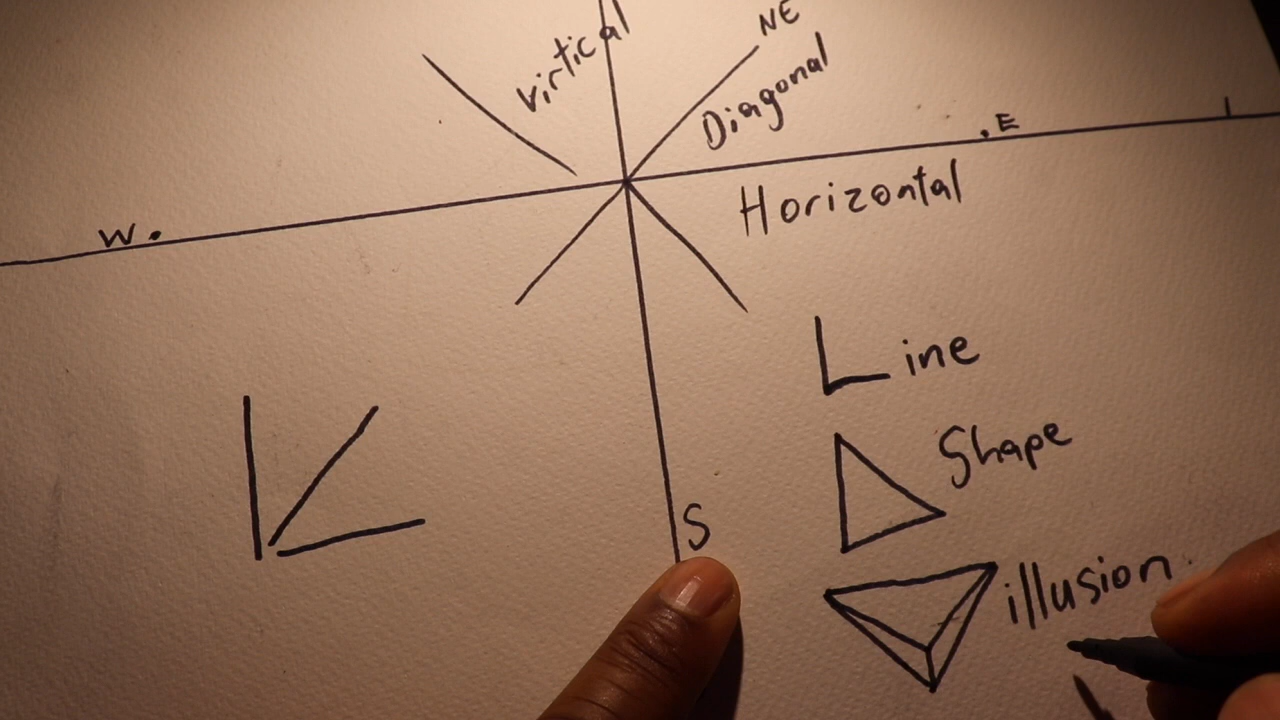 NE
Virtical
Diagonal
E
W
Horizontal
Line
Shape
S
illusion